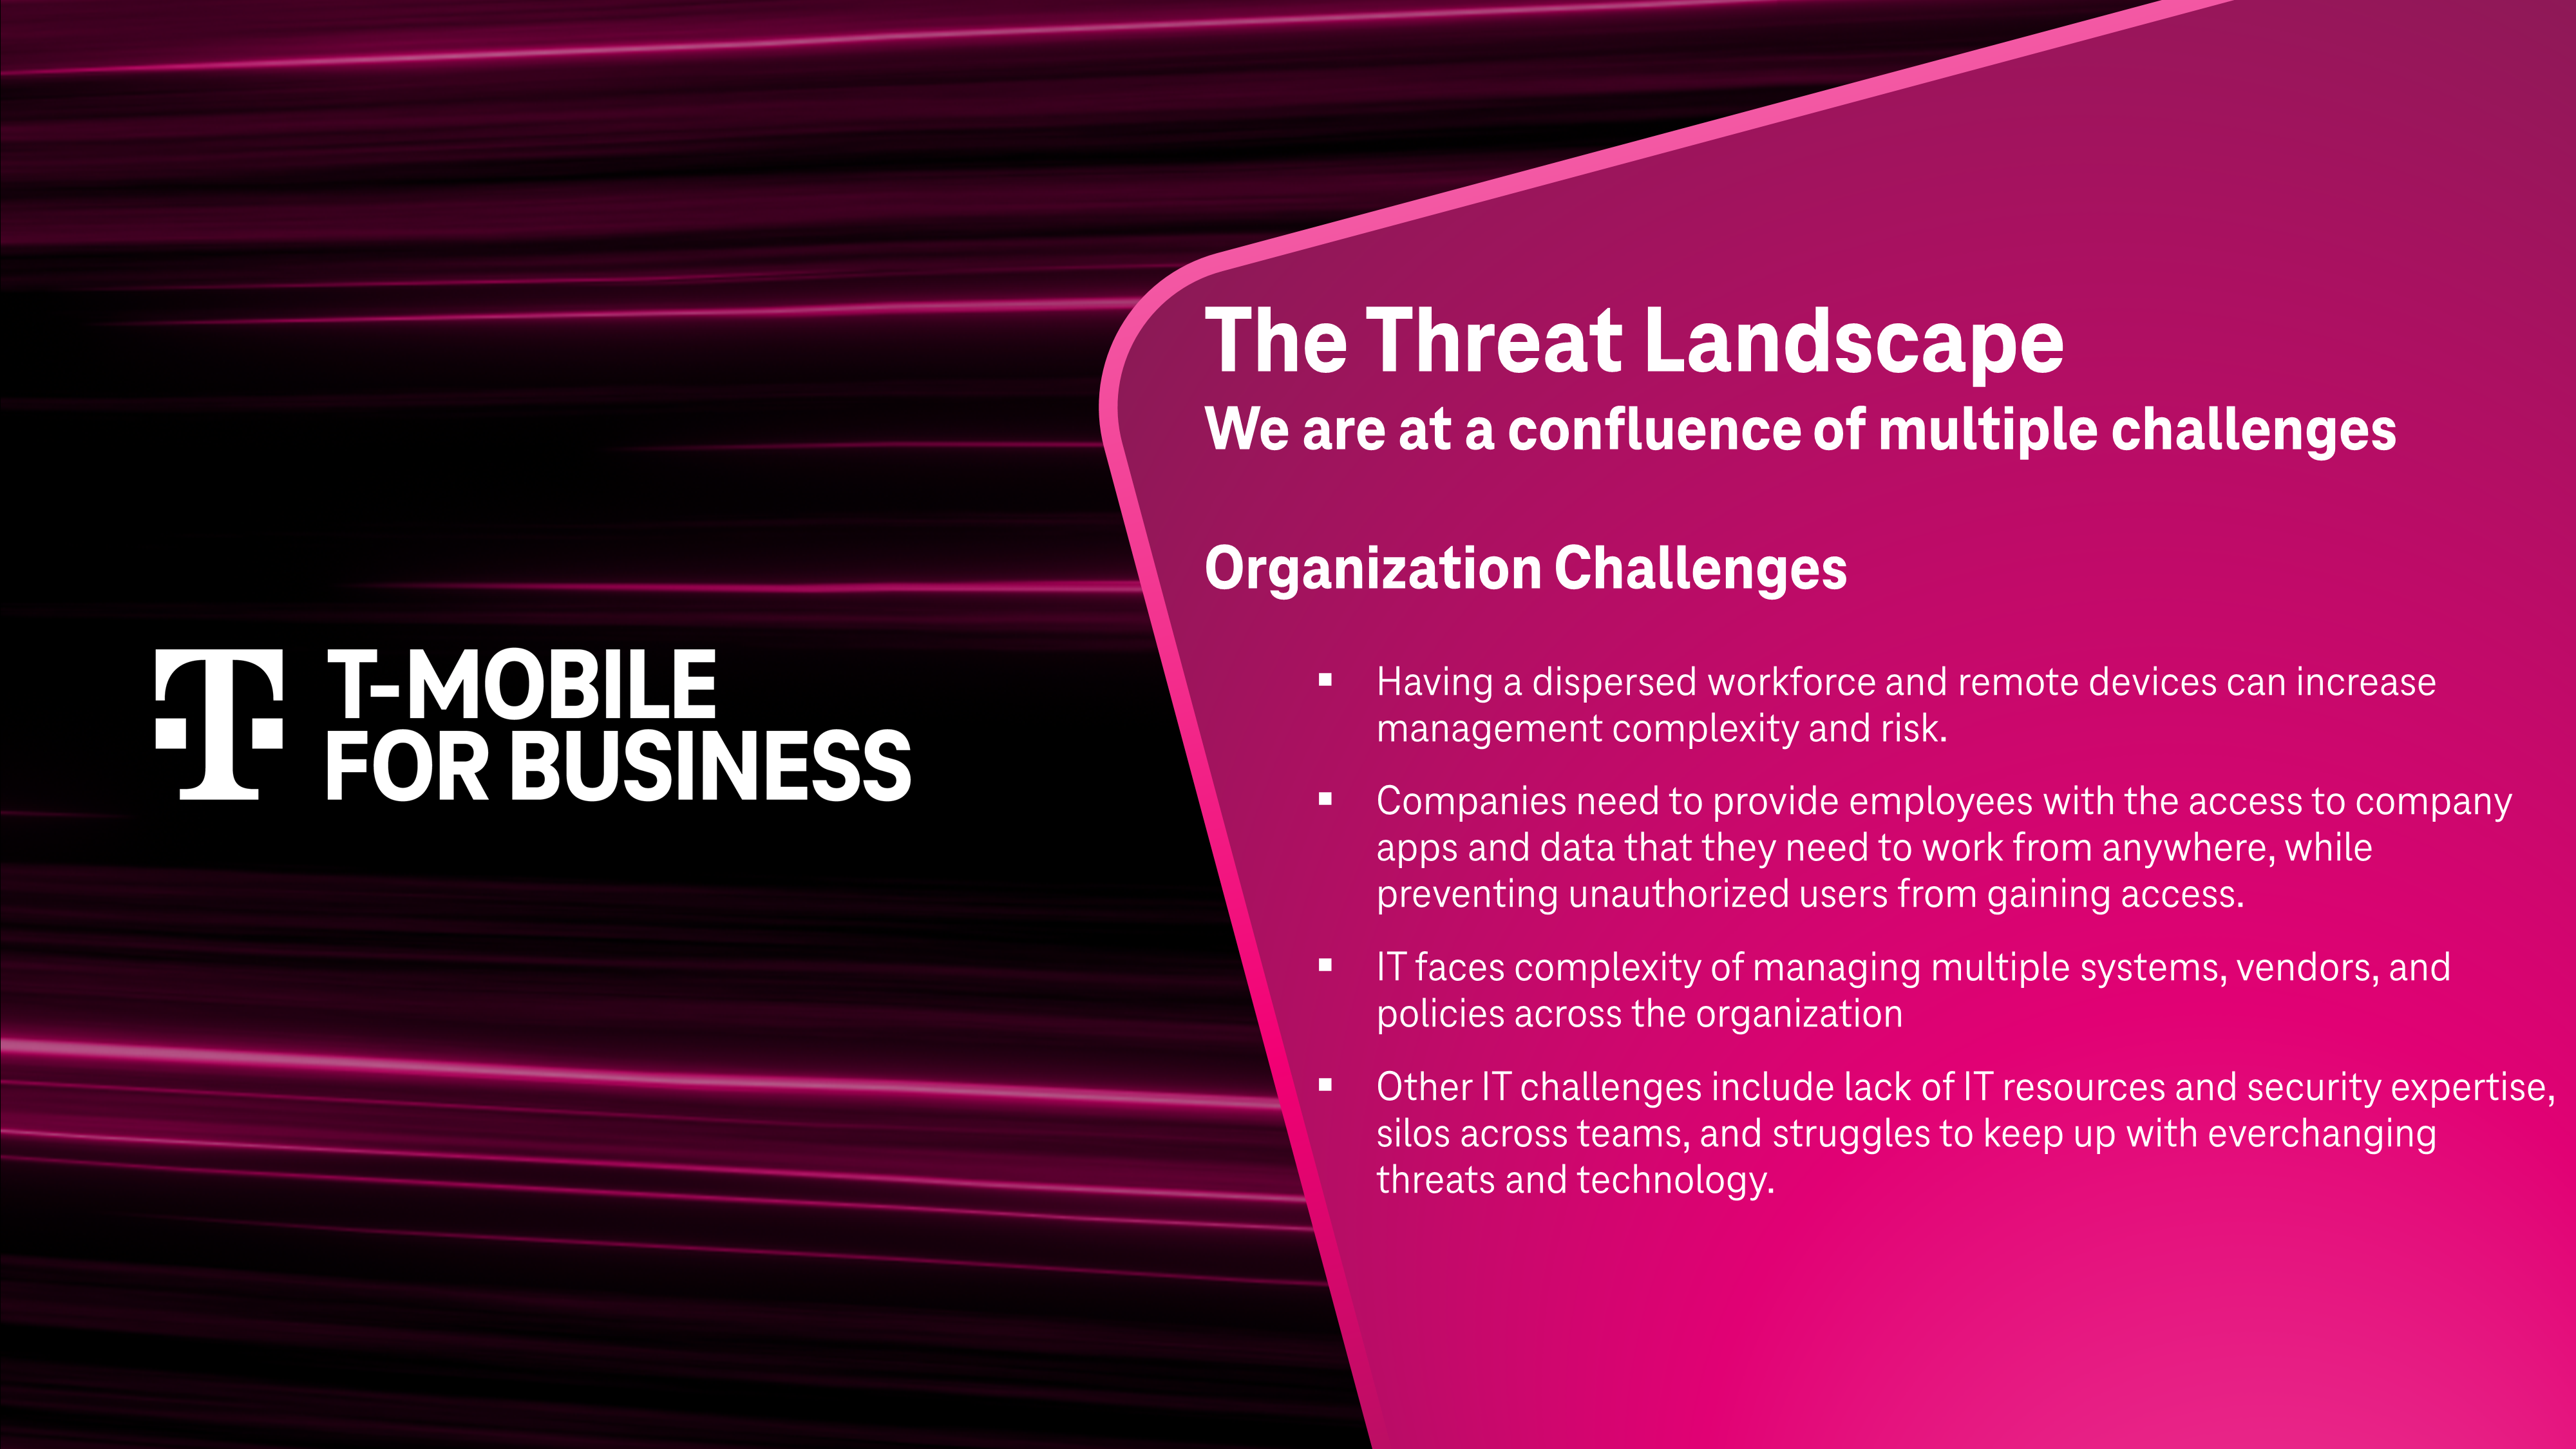 T-MOBILE
FOR BUSINESS
The Threat Landscape
We are at a confluence of multiple challenges
Organization Challenges
▪ Having a dispersed workforce and remote devices can increase
management complexity and risk.
▪ Companies need to provide employees with the access to company
apps and data that they need to work from anywhere, while
preventing unauthorized users from gaining access.
▪ IT faces complexity of managing multiple systems, vendors, and
policies across the organization
▪ Other IT challenges include lack of IT resources and security expertise,
silos across teams, and struggles to keep up with everchanging
threats and technology.